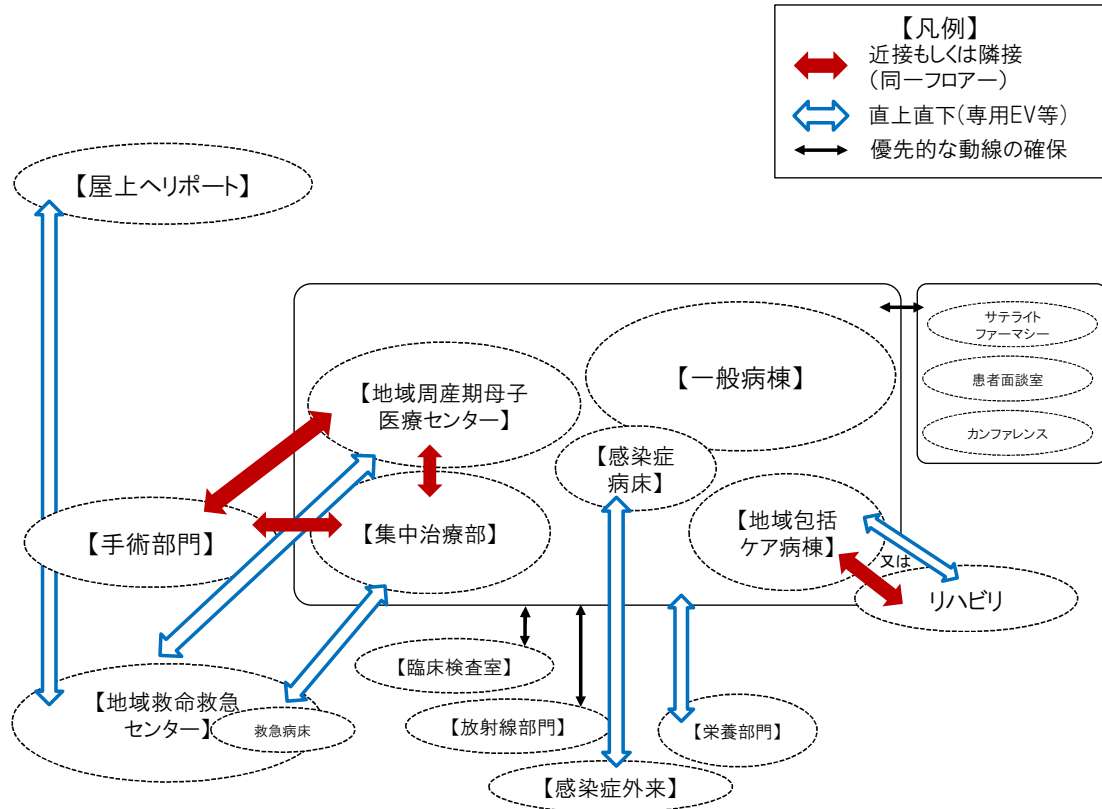 【凡例】
近接もしくは隣接
(同一フロアー)
直上直下(専用EV等)
優先的な動線の確保
【屋上ヘリポート】
サテライト
ファーマシー
患者面談室
カンファレンス
【一般病棟】
【地域周産期母子
医療センター】
【感染症
病床】
【手術部門】
【集中治療部】
【地域包括
ケア病棟】
又は
リハビリ
【臨床検査室】
【地域救命救急
センター】
救急病床
【放射線部門】
【栄養部門】
【感染症外来】